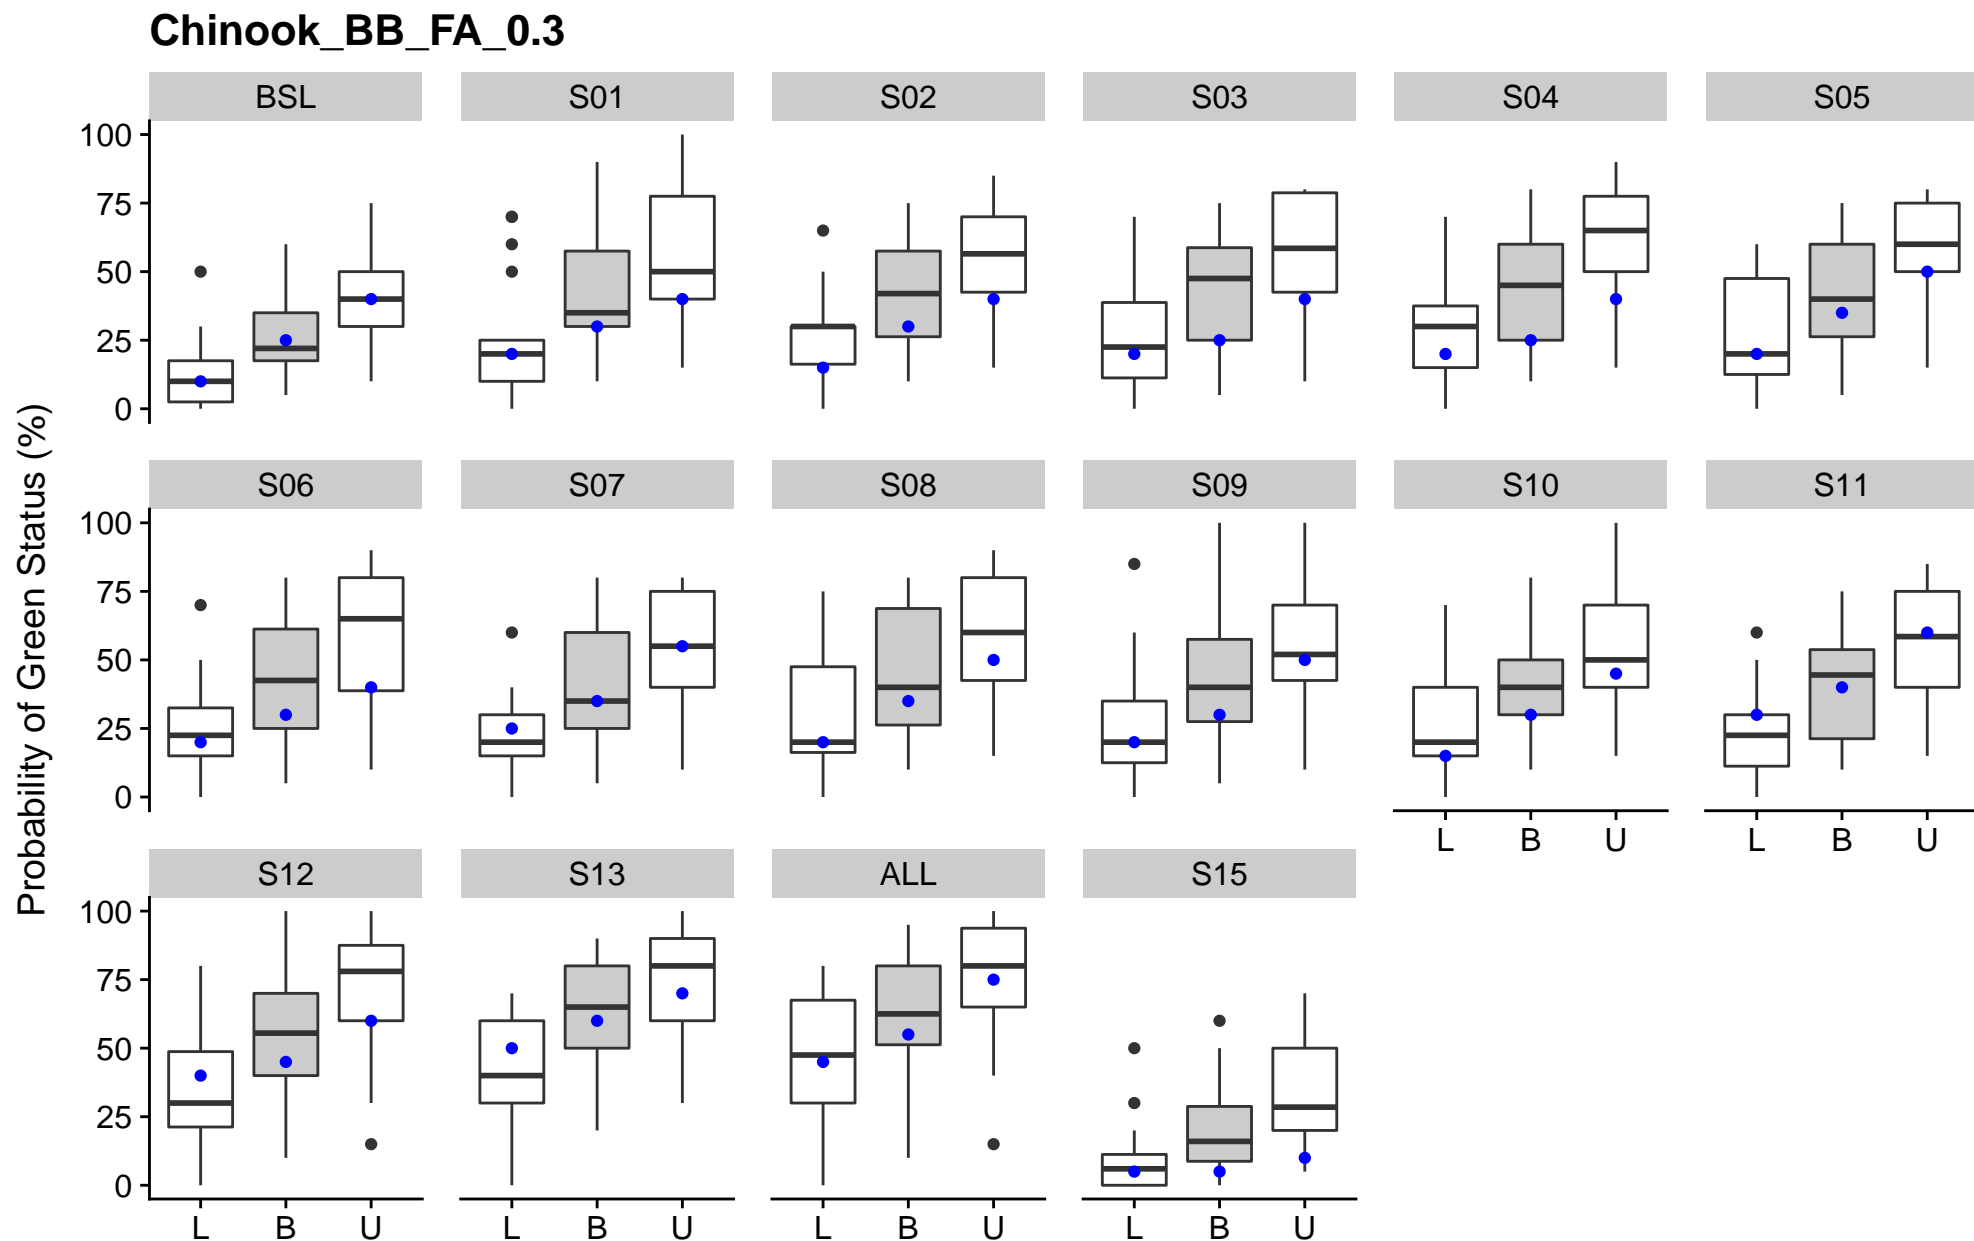 Chinook_BB_FA_0.3
BSL S01 S02 S03 S04 S05
100
75
50
25
0
S06 S07 S08 S09 S10 S11
100
75
50
25
0
L B U L B U
S12 S13 ALL S15
100
75
50
25
0
L B U L B U L B U L B U
Probability of Green Status (%)